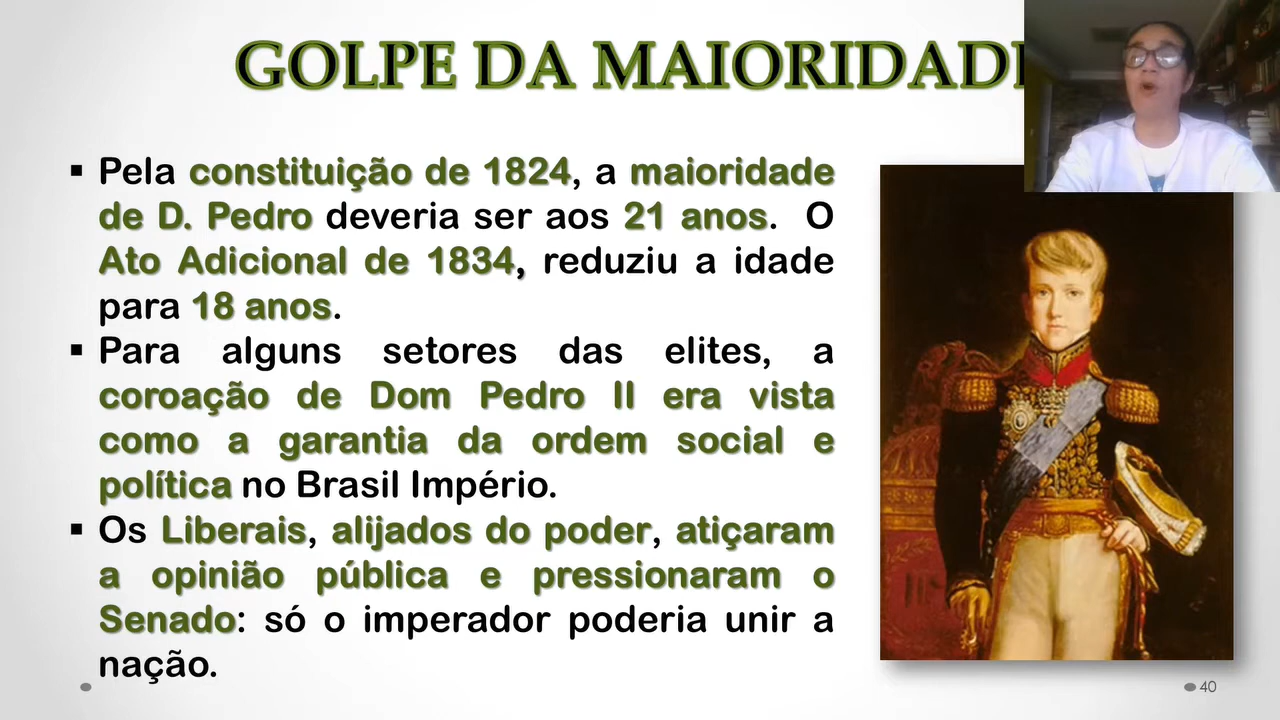 GOLPE DA MAIORIDAD
▪ Pela constituição de 1824, a maioridade
de D. Pedro deveria ser aos 21 anos. O
Ato Adicional de 1834, reduziu a idade
para 18 anos.
▪ Para alguns setores das elites, a
coroação de Dom Pedro II era vista
como a garantia da ordem social e
política no Brasil Império.
▪ Os Liberais, alijados do poder, atiçaram
a opinião pública e pressionaram o
Senado: só o imperador poderia unir a
nação.
40